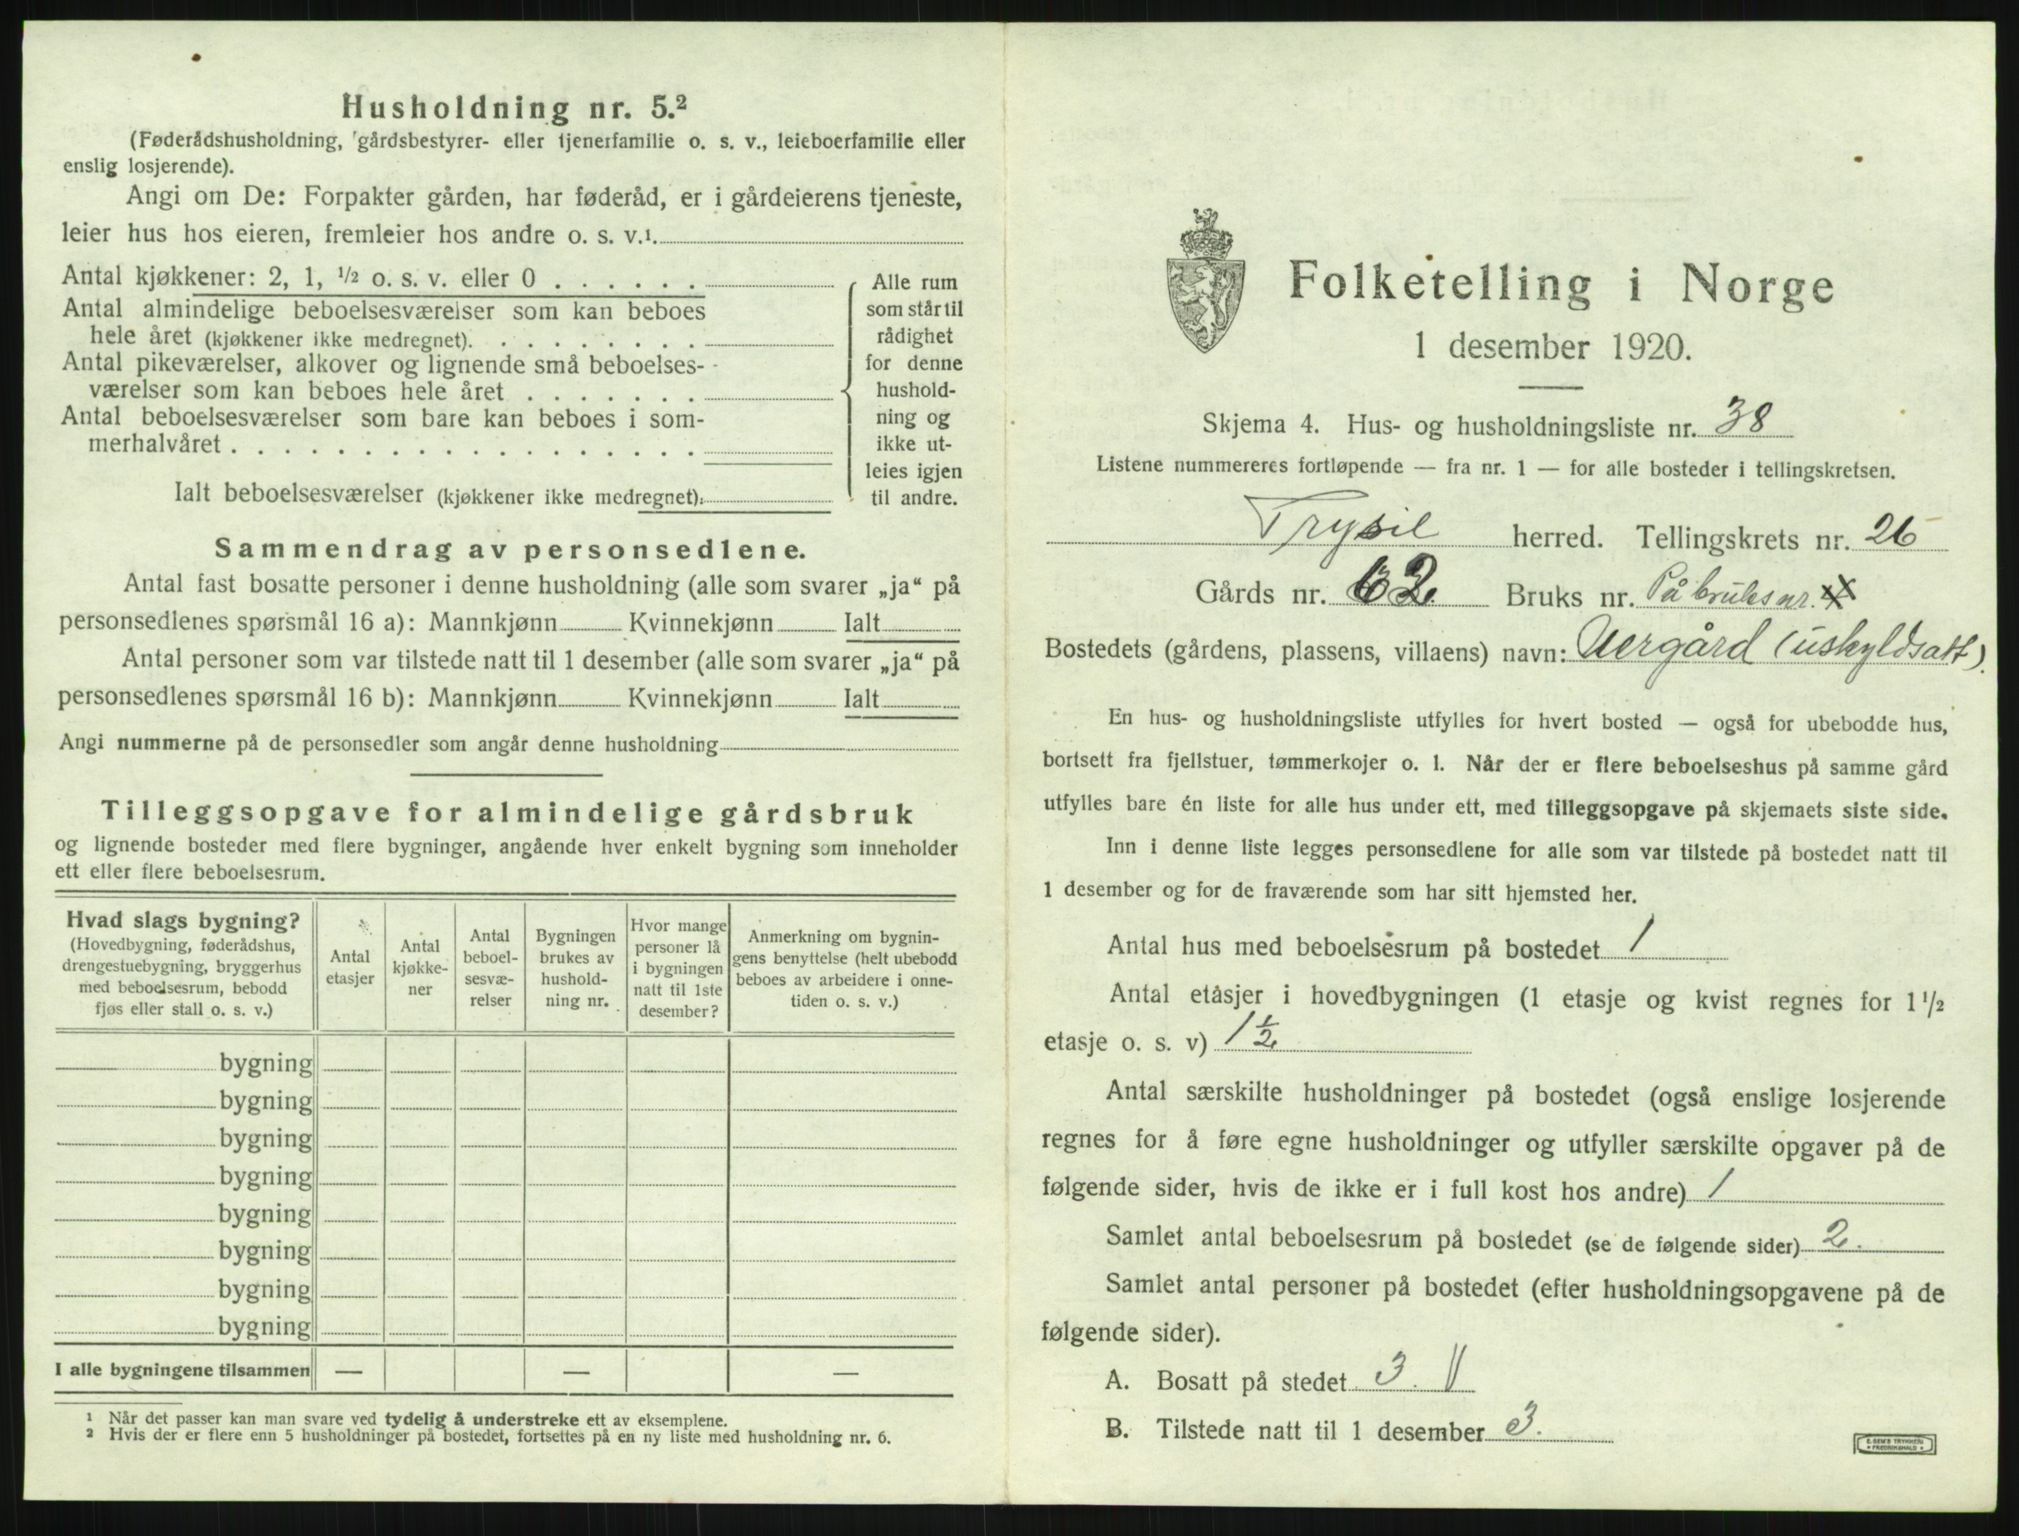 Husholdning nr. 5.²
(Føderådshusholdning, gårdsbestyrer- eller tjenerfamilie o. s. v., leieboerfamilie eller
enslig losjerende).
Angi om De: Forpakter gården, har føderåd, er i gårdeierens tjeneste,
leier hus hos eieren, fremleier hos andre o. s. v.¹.
Antal kjøkkener: 2, 1, ½ o. s. v. eller 0 . . . . . .
Antal almindelige beboelsesværelser som kan beboes
hele året (kjøkkener ikke medregnet). . . . . . . . .
Antal pikeværelser, alkover og lignende små beboelses-
værelser som kan beboes hele året . . . . . . .
Antal beboelsesværelser som bare kan beboes i som-
merhalvåret . . . . . . . . . . . . . . . . . .
Ialt beboelsesværelser (kjøkkener ikke medregnet):
Alle rum
som står til
rådighet
for denne
hushold-
ning og
ikke ut-
leies igjen
til andre.
Sammendrag av personsedlene.
Antal fast bosatte personer i denne husholdning (alle som svarer „ja“ på
personsedlenes spørsmål 16 a): Mannkjønn Kvinnekjønn Ialt
Antal personer som var tilstede natt til 1 desember (alle som svarer „ja“ på
personsedlenes spørsmål 16 b): Mannkjønn Kvinnekjønn Ialt
Angi nummerne på de personsedler som angår denne husholdning
Tilleggsopgave for almindelige gårdsbruk
og lignende bosteder med flere bygninger, angående hver enkelt bygning som inneholder
ett eller flere beboelsesrum.
Hvad slags bygning?
(Hovedbygning, føderådshus,
drengestuebygning, bryggerhus
med beboelsesrum, bebodd
fjøs eller stall o. s. v.)
Antal
etasjer
Antal
kjøkke-
ner
Antal
beboel-
sesvæ-
relser
Bygningen
brukes av
hushold-
ning nr.
Hvor mange
personer lå
i bygningen
natt til 1ste
desember?
Anmerkning om bygnin-
gens benyttelse (helt ubebodd
beboes av arbeidere i onne-
tiden o. s. v.)
bygning
bygning
bygning
bygning
bygning
bygning
bygning
bygning
I alle bygningene tilsammen — — —
¹ Når det passer kan man svare ved tydelig å understreke ett av eksemplene.
² Hvis der er flere enn 5 husholdninger på bostedet, fortsettes på en ny liste med husholdning nr. 6.
Folketelling i Norge
1 desember 1920.
Skjema 4. Hus- og husholdningsliste nr. 38
Listene nummereres fortløpende — fra nr. 1 — for alle bosteder i tellingskretsen.
Trysil herred. Tellingskrets nr. 26
Gårds nr. 62 Bruks nr. På bruks nr.
Bostedets (gårdens, plassens, villaens) navn: (uskyldsatt).
En hus- og husholdningsliste utfylles for hvert bosted — også for ubebodde hus,
bortsett fra fjellstuer, tømmerkojer o. l. Når der er flere beboelseshus på samme gård
utfylles bare én liste for alle hus under ett, med tilleggsopgave på skjemaets siste side.
Inn i denne liste legges personsedlene for alle som var tilstede på bostedet natt til
1 desember og for de fraværende som har sitt hjemsted her.
Antal hus med beboelsesrum på bostedet 1
Antal etasjer i hovedbygningen (1 etasje og kvist regnes for 1 ½
etasje o. s. v) 1 ½
Antal særskilte husholdninger på bostedet (også enslige losjerende
regnes for å føre egne husholdninger og utfyller særskilte opgaver på de
følgende sider, hvis de ikke er i full kost hos andre) 1
Samlet antal beboelsesrum på bostedet (se de følgende sider) 2.
Samlet antal personer på bostedet (efter husholdningsopgavene på de
følgende sider).
A. Bosatt på stedet 3.
B. Tilstede natt til 1 desember 3.
E. SEM'S TRYKKERI
FREDRIKSHALD